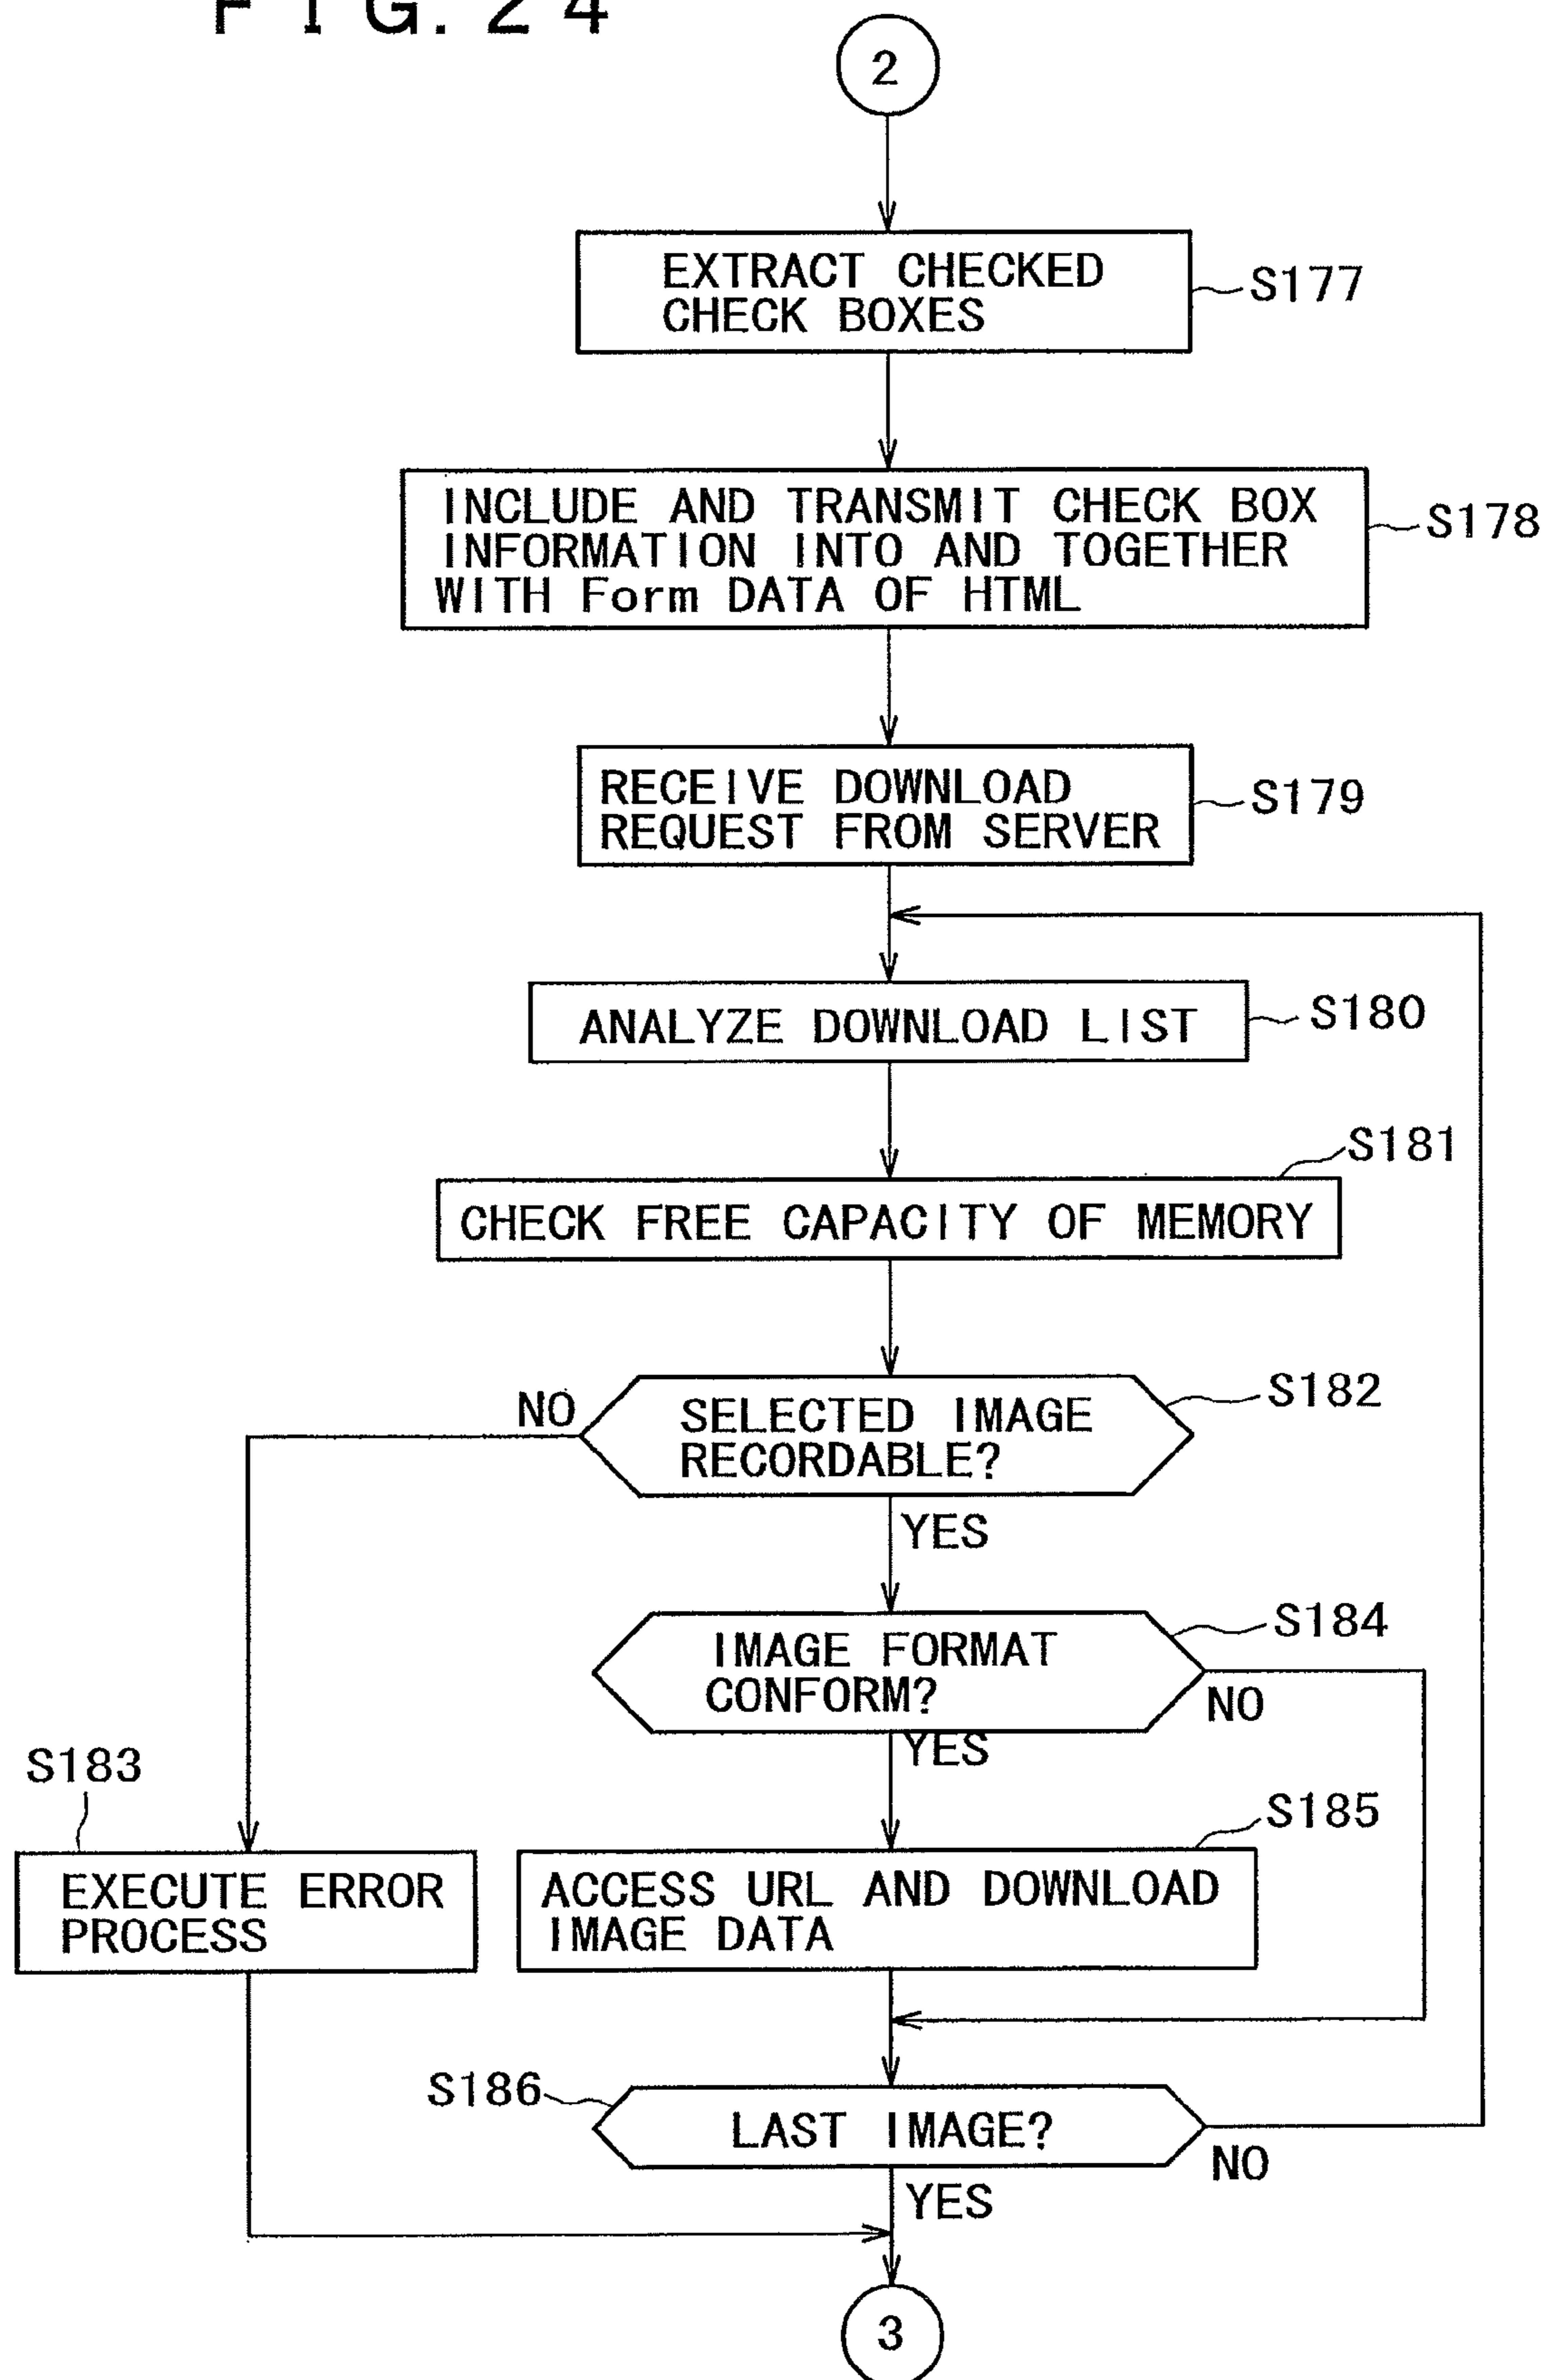 FIG. 24
2
EXTRACT CHECKED
CHECK BOXES
S177
INCLUDE AND TRANSMIT CHECK BOX
INFORMATION INTO AND TOGETHER
WITH Form DATA OF HTML
S178
RECEIVE DOWNLOAD
REQUEST FROM SERVER
S179
ANALYZE DOWNLOAD LIST
S180
S181
CHECK FREE CAPACITY OF MEMORY
NO
SELECTED IMAGE
RECORDABLE?
S182
YES
IMAGE FORMAT
CONFORM?
S184
NO
YES
S183
EXECUTE ERROR
PROCESS
S185
ACCESS URL AND DOWNLOAD
IMAGE DATA
S186
LAST IMAGE?
NO
YES
3